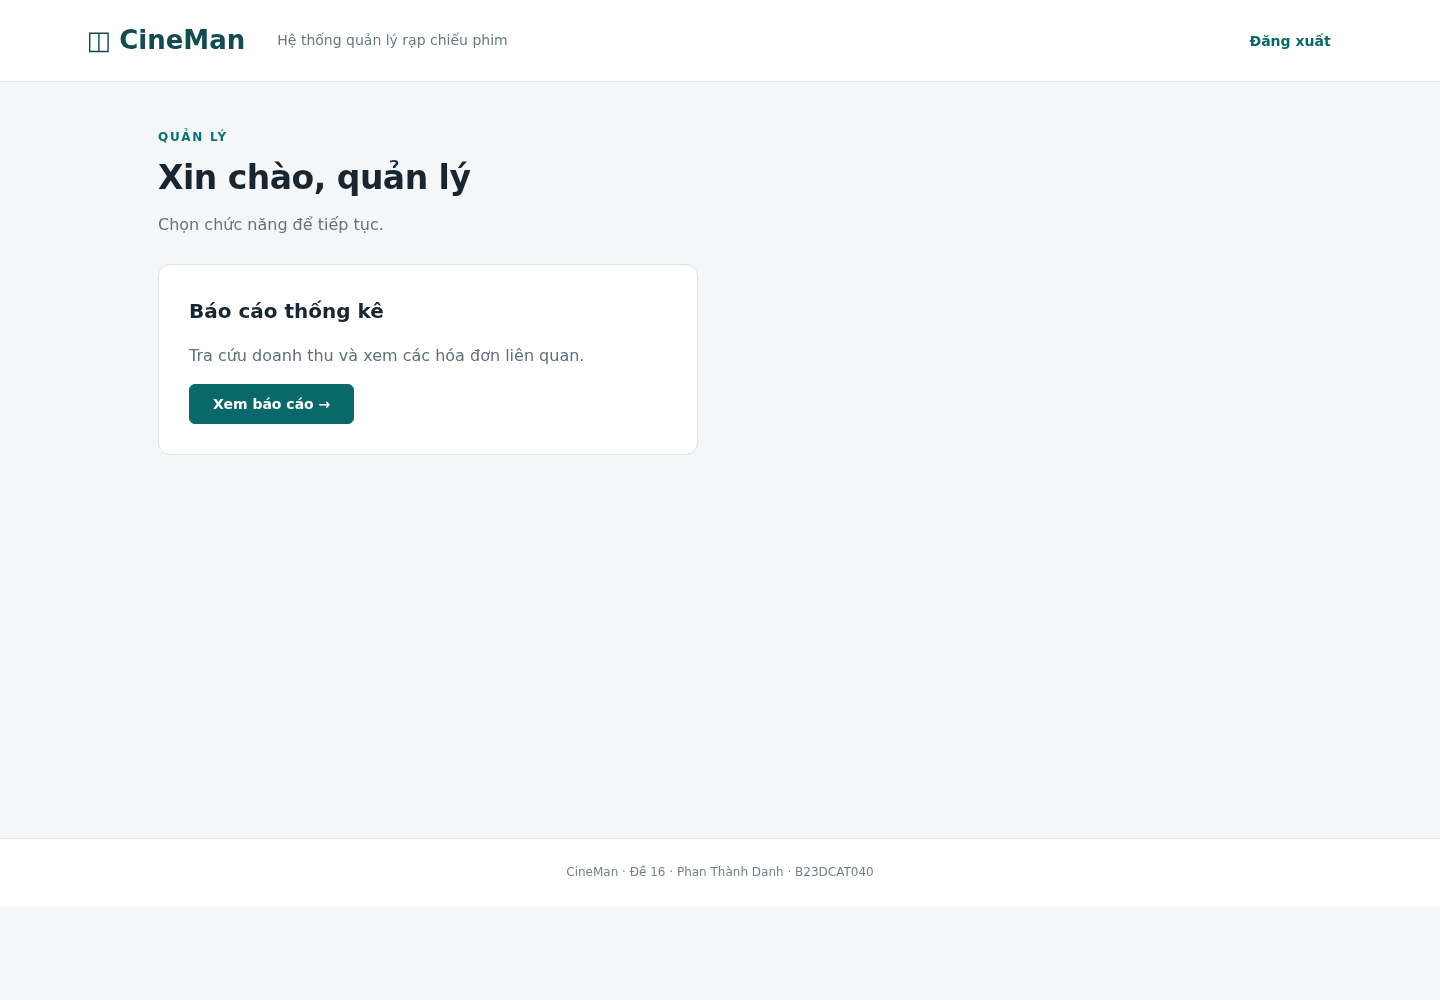 CineMan
Hệ thống quản lý rạp chiếu phim
Đăng xuất
QUẢN LÝ
Xin chào, quản lý
Chọn chức năng để tiếp tục.
Báo cáo thống kê
Tra cứu doanh thu và xem các hóa đơn liên quan.
Xem báo cáo →
CineMan · Đề 16 · Phan Thành Danh · B23DCAT040